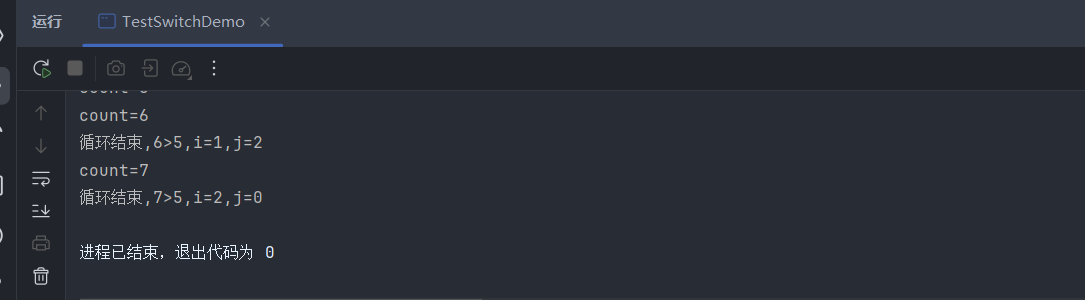 运行 TestSwitchDemo
count=6
循环结束,6>5,i=1,j=2
count=7
循环结束,7>5,i=2,j=0
进程已结束，退出代码为 0